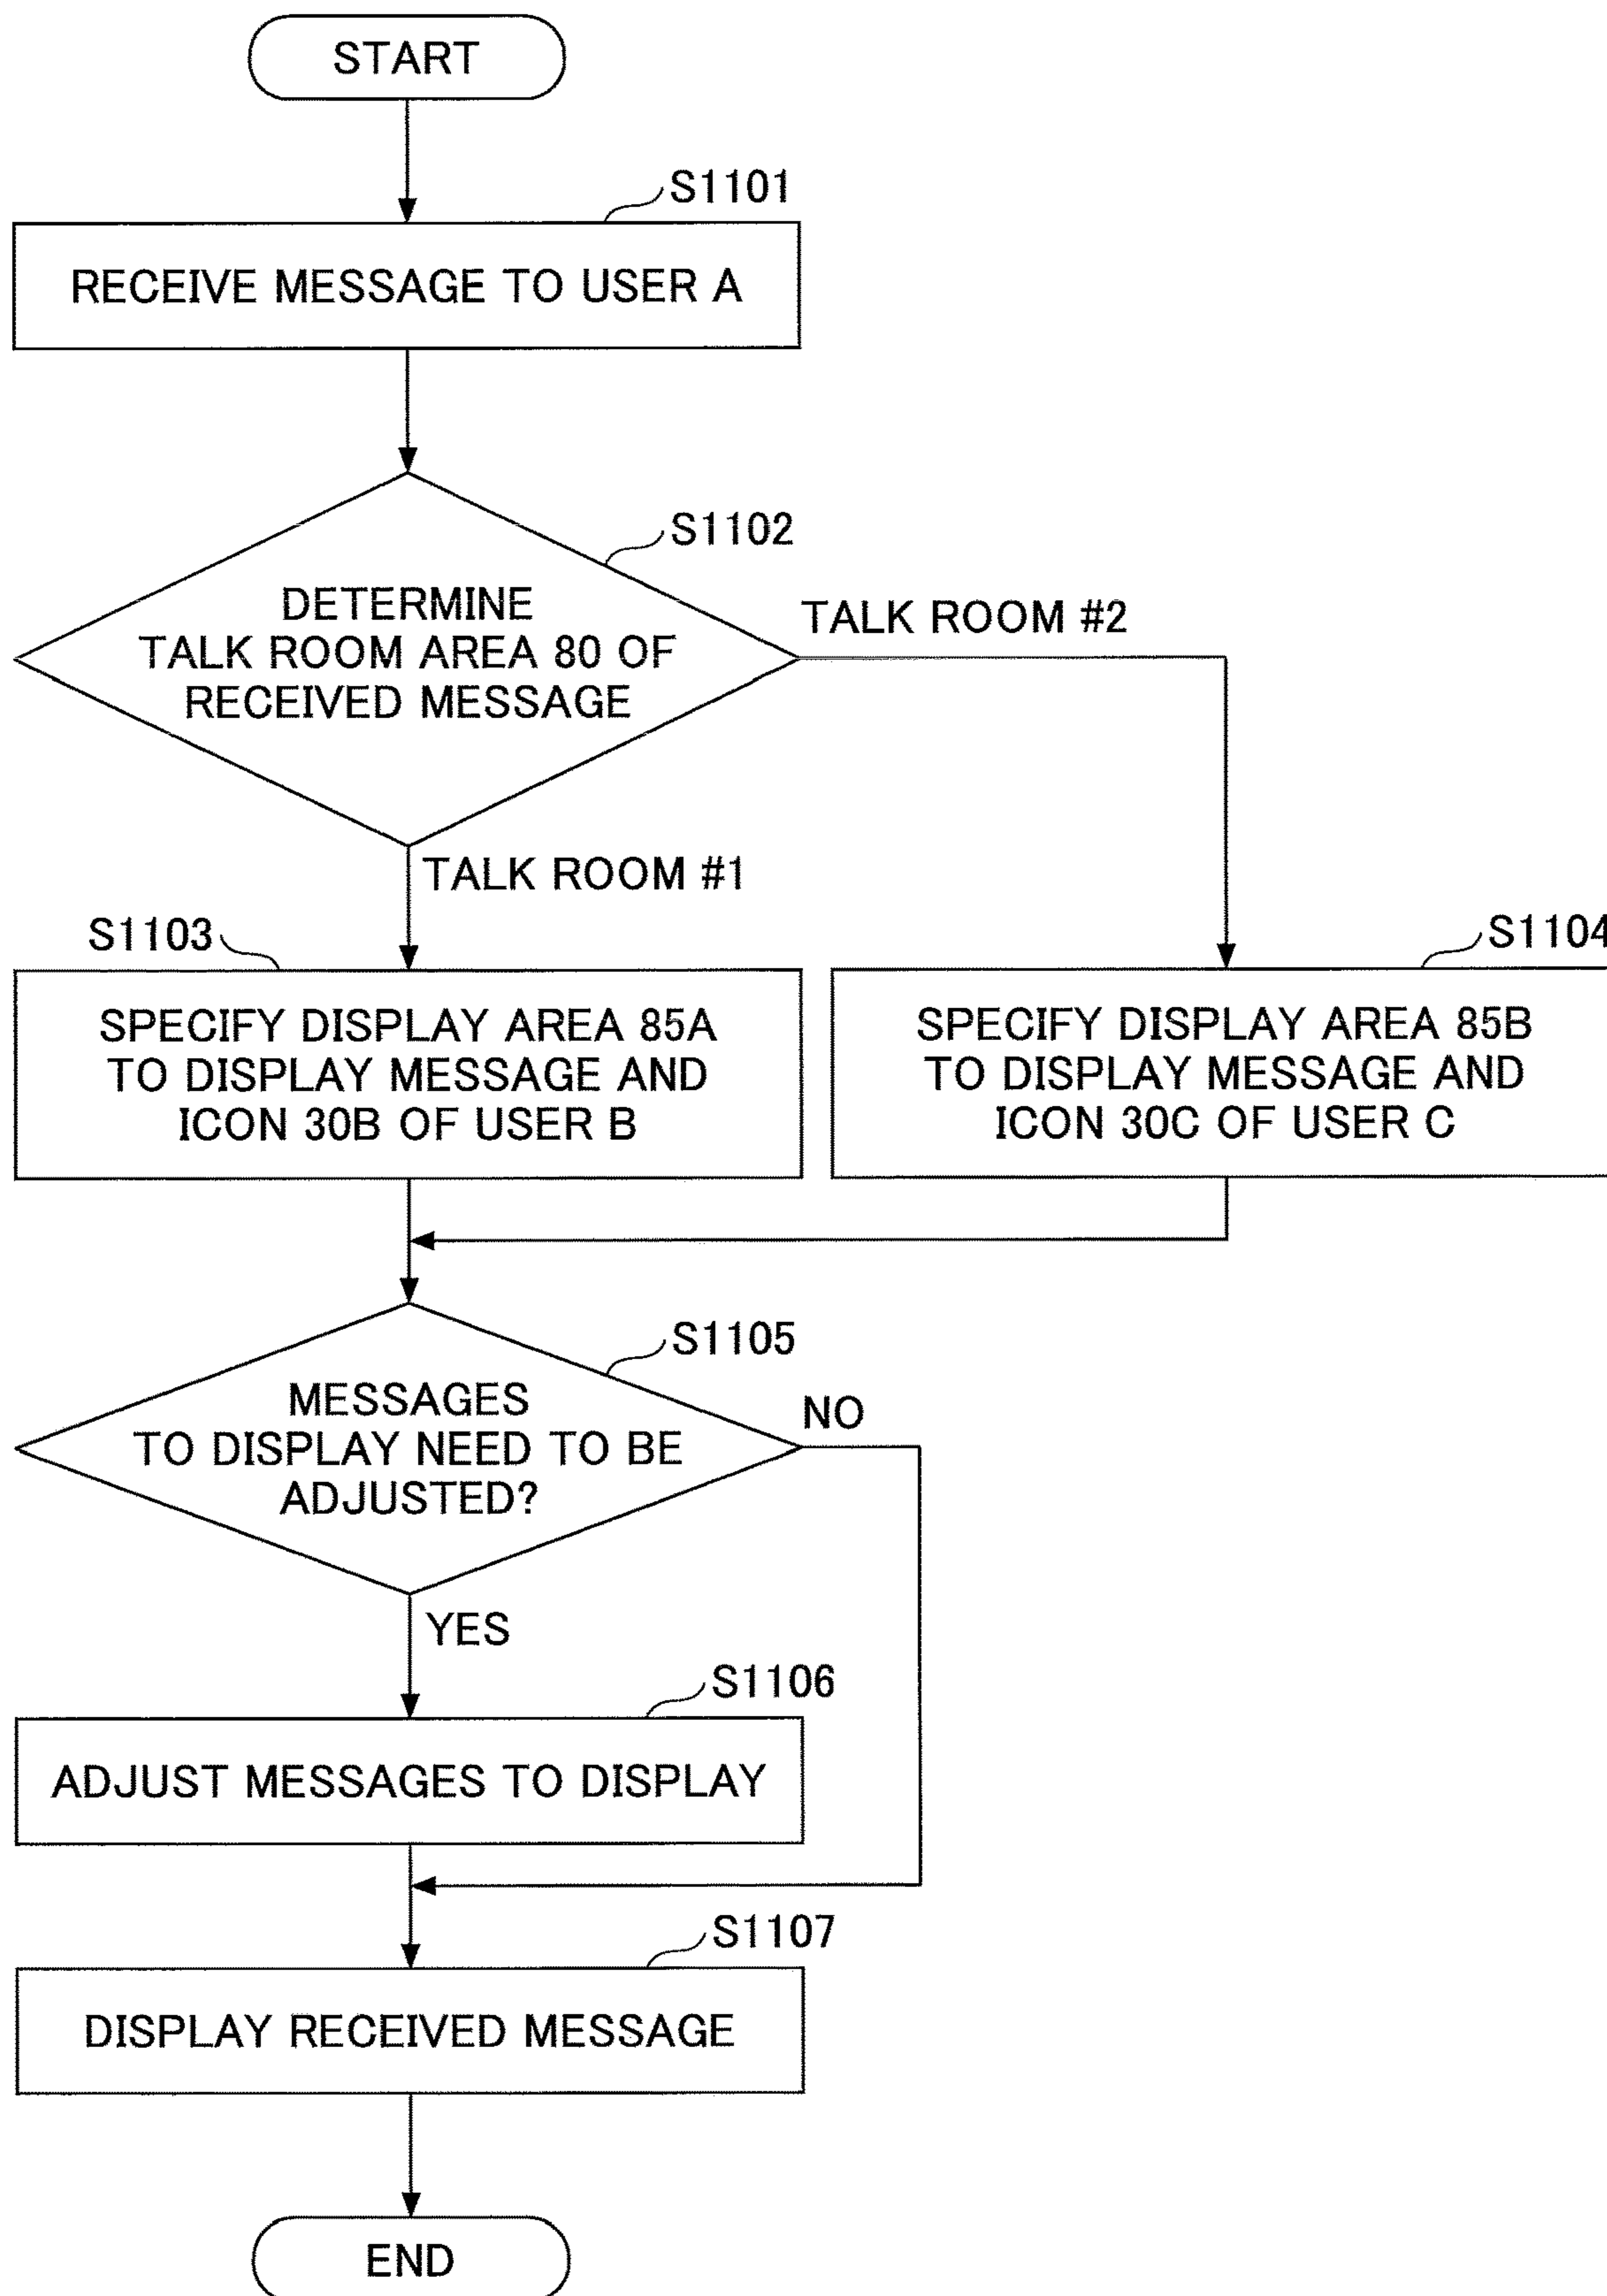 START
S1101
RECEIVE MESSAGE TO USER A
S1102
DETERMINE
TALK ROOM AREA 80 OF
RECEIVED MESSAGE
TALK ROOM #2
TALK ROOM #1
S1103
SPECIFY DISPLAY AREA 85A
TO DISPLAY MESSAGE AND
ICON 30B OF USER B
S1104
SPECIFY DISPLAY AREA 85B
TO DISPLAY MESSAGE AND
ICON 30C OF USER C
S1105
MESSAGES
TO DISPLAY NEED TO BE
ADJUSTED?
NO
YES
S1106
ADJUST MESSAGES TO DISPLAY
S1107
DISPLAY RECEIVED MESSAGE
END